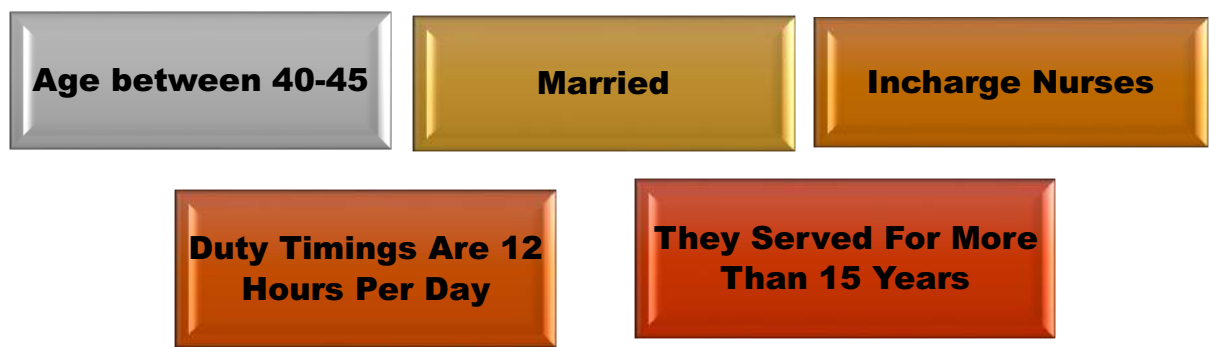 Age between 40-45
Married
Incharge Nurses
Duty Timings Are 12
Hours Per Day
They Served For More
Than 15 Years